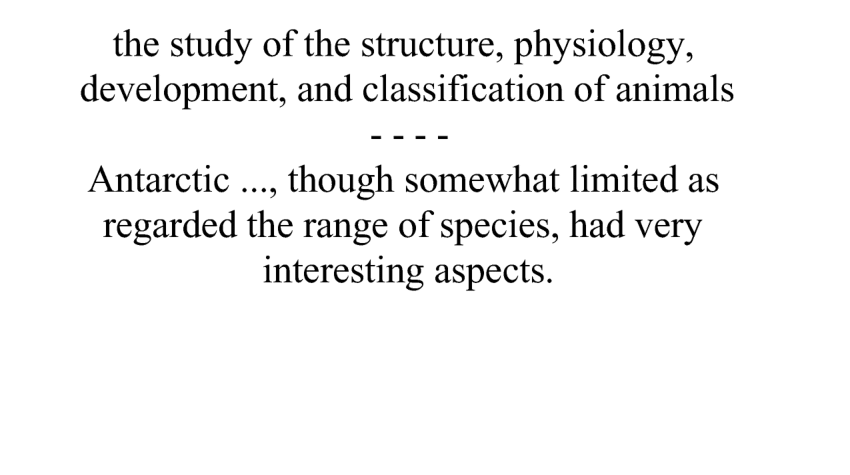 the study of the structure, physiology,
development, and classification of animals
- - - -
Antarctic ..., though somewhat limited as
regarded the range of species, had very
interesting aspects.